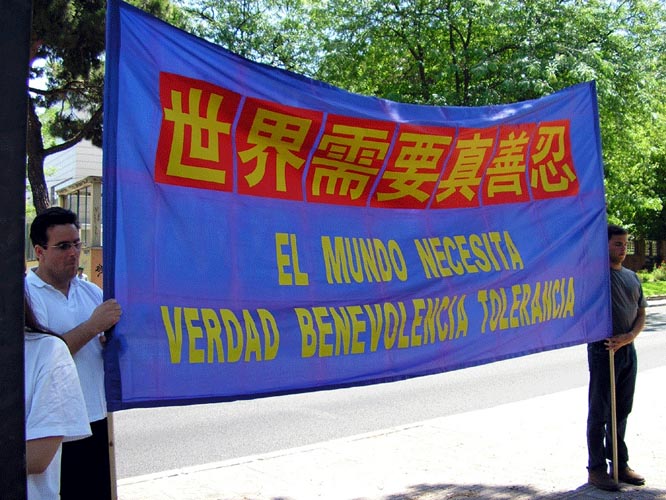 世界需要真善忍
EL MUNDO NECESITA
VERDAD BENEVOLENCIA TOLERANCIA